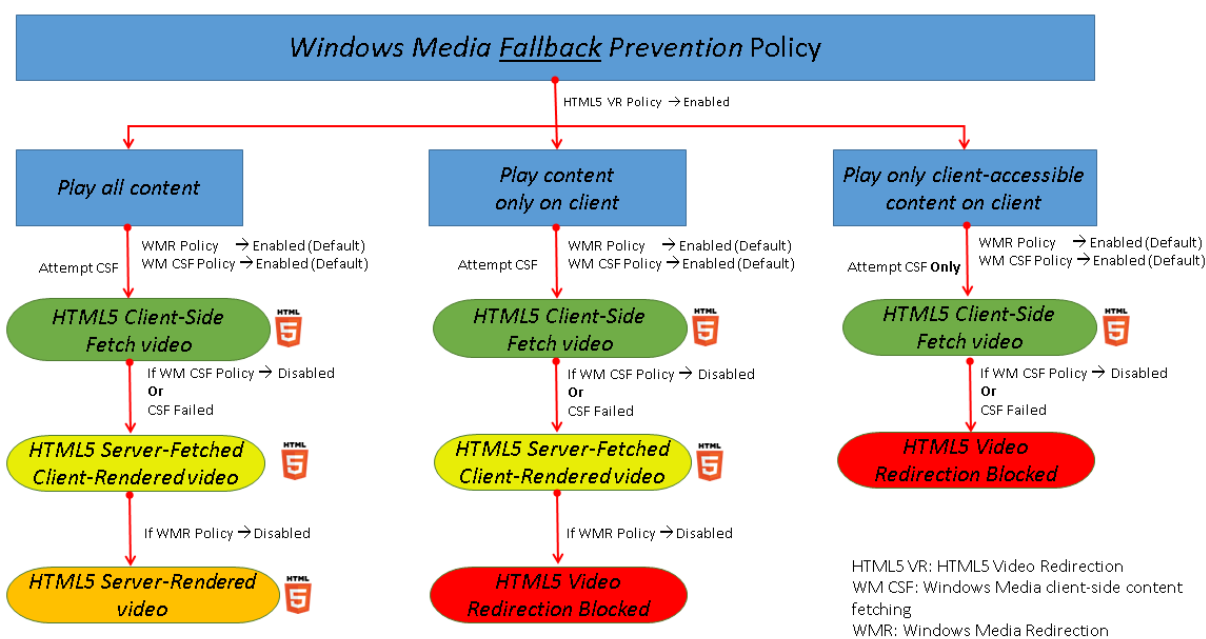 Windows Media Fallback Prevention Policy
HTML5 VR Policy → Enabled
Play all content
WMR Policy → Enabled (Default)
WM CSF Policy → Enabled (Default)
Attempt CSF
HTML5 Client-Side
Fetch video
HTML
5
If WM CSF Policy → Disabled
Or
CSF Failed
HTML5 Server-Fetched
Client-Rendered video
HTML
5
If WMR Policy → Disabled
HTML5 Server-Rendered
video
HTML
5
Play content
only on client
WMR Policy → Enabled (Default)
WM CSF Policy → Enabled (Default)
Attempt CSF
HTML5 Client-Side
Fetch video
HTML
5
If WM CSF Policy → Disabled
Or
CSF Failed
HTML5 Server-Fetched
Client-Rendered video
HTML
5
If WMR Policy → Disabled
HTML5 Video
Redirection Blocked
Play only client-accessible
content on client
WMR Policy → Enabled (Default)
WM CSF Policy → Enabled (Default)
Attempt CSF Only
HTML5 Client-Side
Fetch video
HTML
5
If WM CSF Policy → Disabled
Or
CSF Failed
HTML5 Video
Redirection Blocked
HTML5 VR: HTML5 Video Redirection
WM CSF: Windows Media client-side content
fetching
WMR: Windows Media Redirection